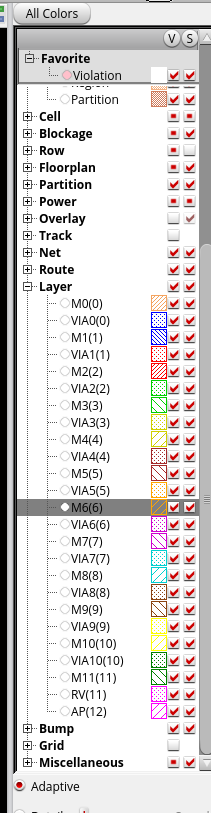 All Colors
V S
Favorite
Violation
Region
Partition
Cell
Blockage
Row
Floorplan
Partition
Power
Overlay
Track
Net
Route
Layer
M0(0)
VIA0(0)
M1(1)
VIA1(1)
M2(2)
VIA2(2)
M3(3)
VIA3(3)
M4(4)
VIA4(4)
M5(5)
VIA5(5)
M6(6)
VIA6(6)
M7(7)
VIA7(7)
M8(8)
VIA8(8)
M9(9)
VIA9(9)
M10(10)
VIA10(10)
M11(11)
RV(11)
AP(12)
Bump
Grid
Miscellaneous
Adaptive